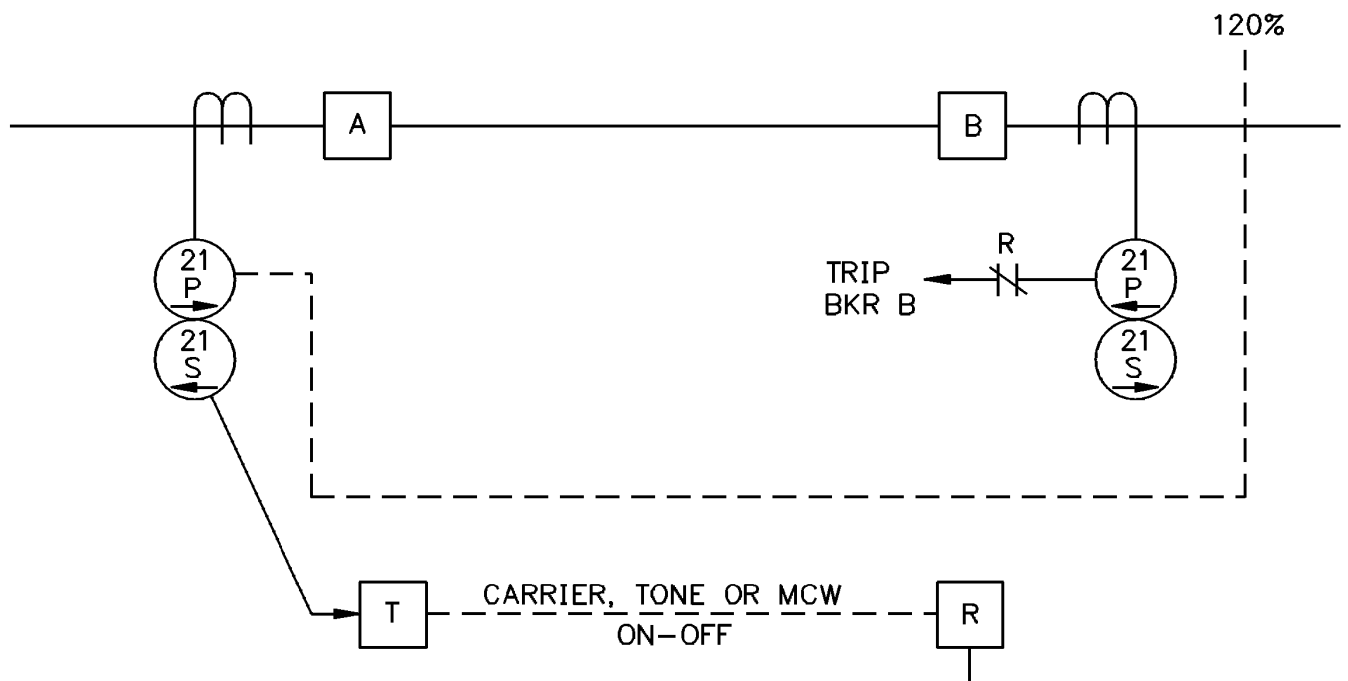 120%
A
B
R
21
P
TRIP
BKR B
21
P
21
S
21
S
T
CARRIER, TONE OR MCW
ON-OFF
R